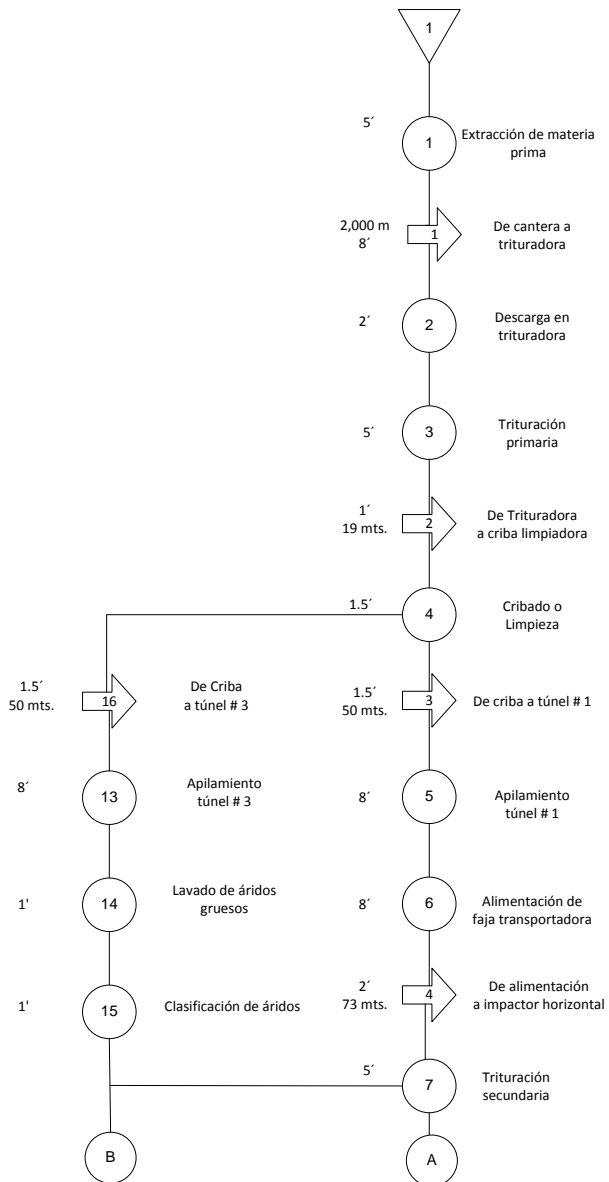 1
5´
1
Extracción de materia
prima
2,000 m
8´
1
De cantera a
trituradora
2´
2
Descarga en
trituradora
5´
3
Trituración
primaria
1´
19 mts.
2
De Trituradora
a criba limpiadora
1.5´
4
Cribado o
Limpieza
1.5´
50 mts.
16
De Criba
a túnel # 3
1.5´
50 mts.
3
De criba a túnel # 1
8´
13
Apilamiento
túnel # 3
8´
5
Apilamiento
túnel # 1
1'
14
Lavado de áridos
gruesos
8´
6
Alimentación de
faja transportadora
1'
15
Clasificación de áridos
2´
73 mts.
4
De alimentación
a impactor horizontal
5´
7
Trituración
secundaria
B
A